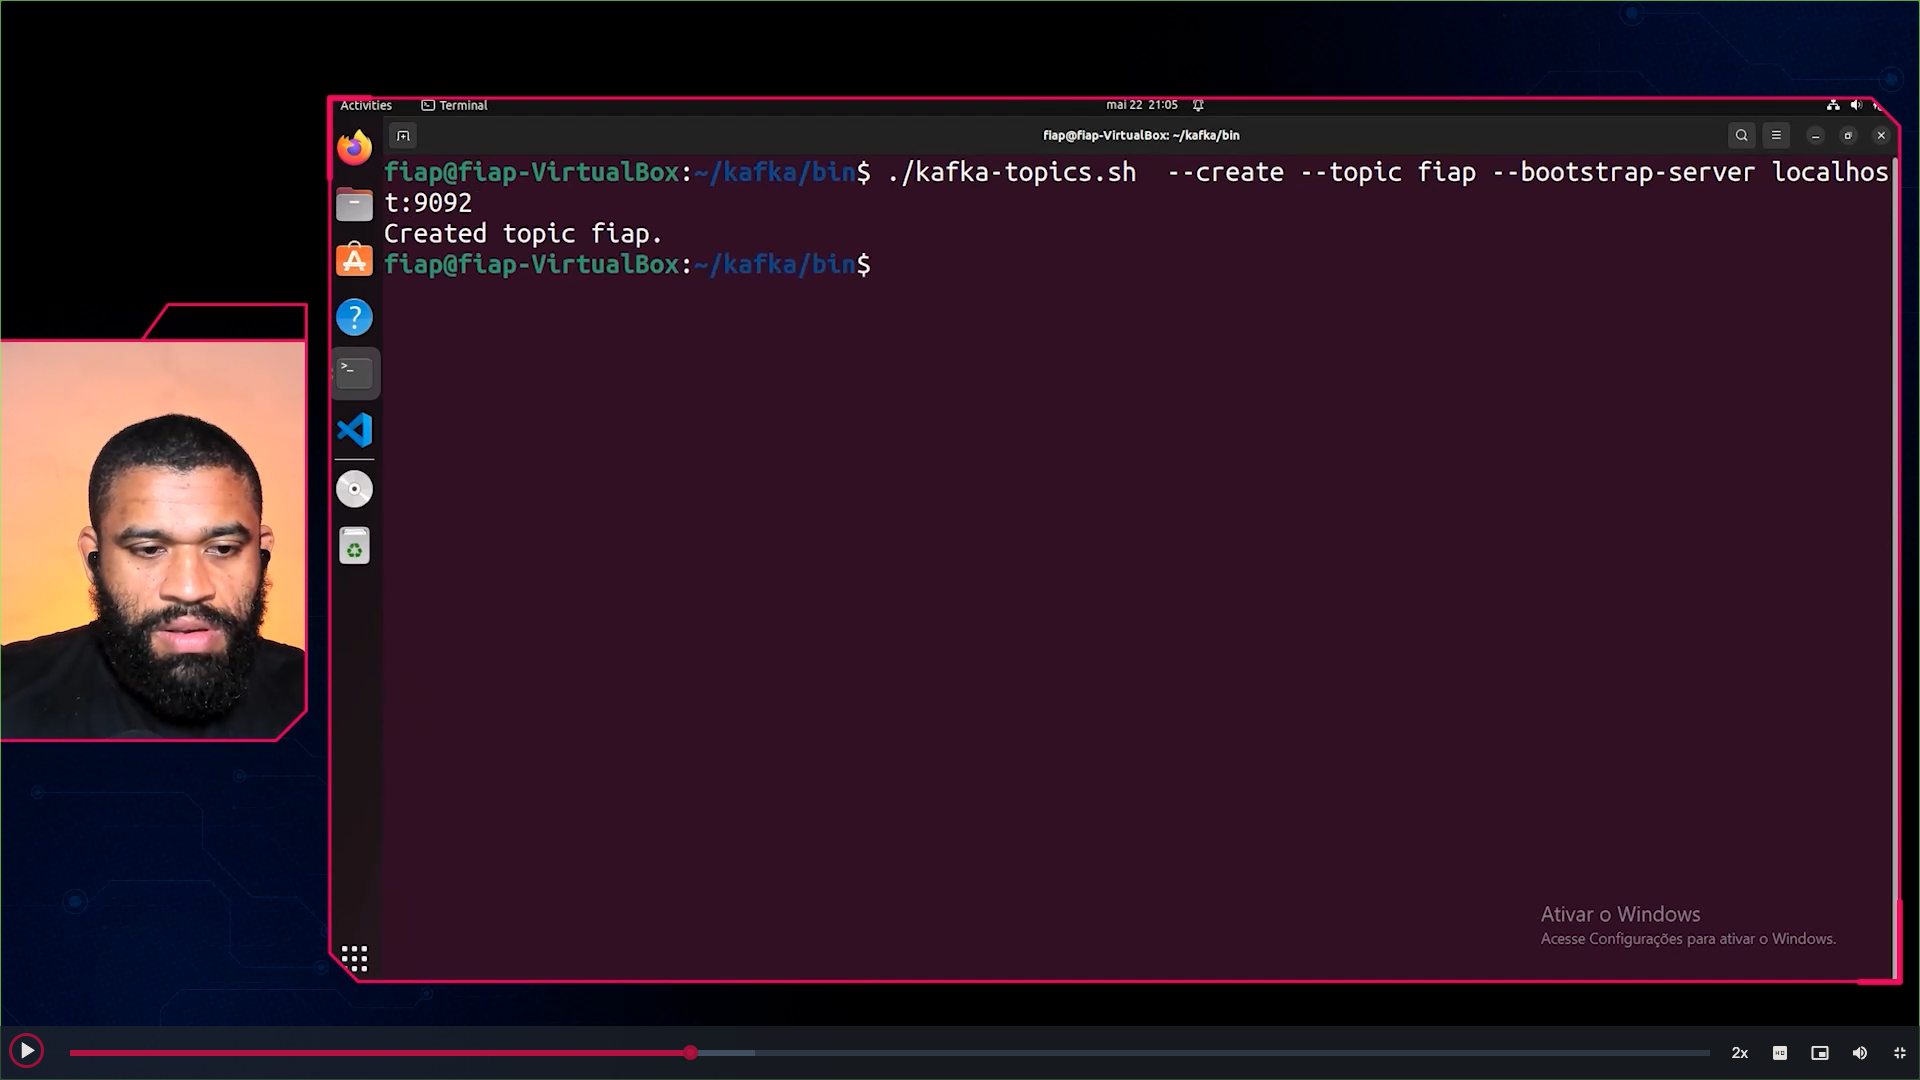 Activities Terminal mai 22 21:05
fiap@fiap-VirtualBox: ~/kafka/bin
fiap@fiap-VirtualBox:~/kafka/bin$ ./kafka-topics.sh  --create --topic fiap --bootstrap-server localhos
t:9092
Created topic fiap.
fiap@fiap-VirtualBox:~/kafka/bin$
Ativar o Windows
Acesse Configurações para ativar o Windows.
2x HD